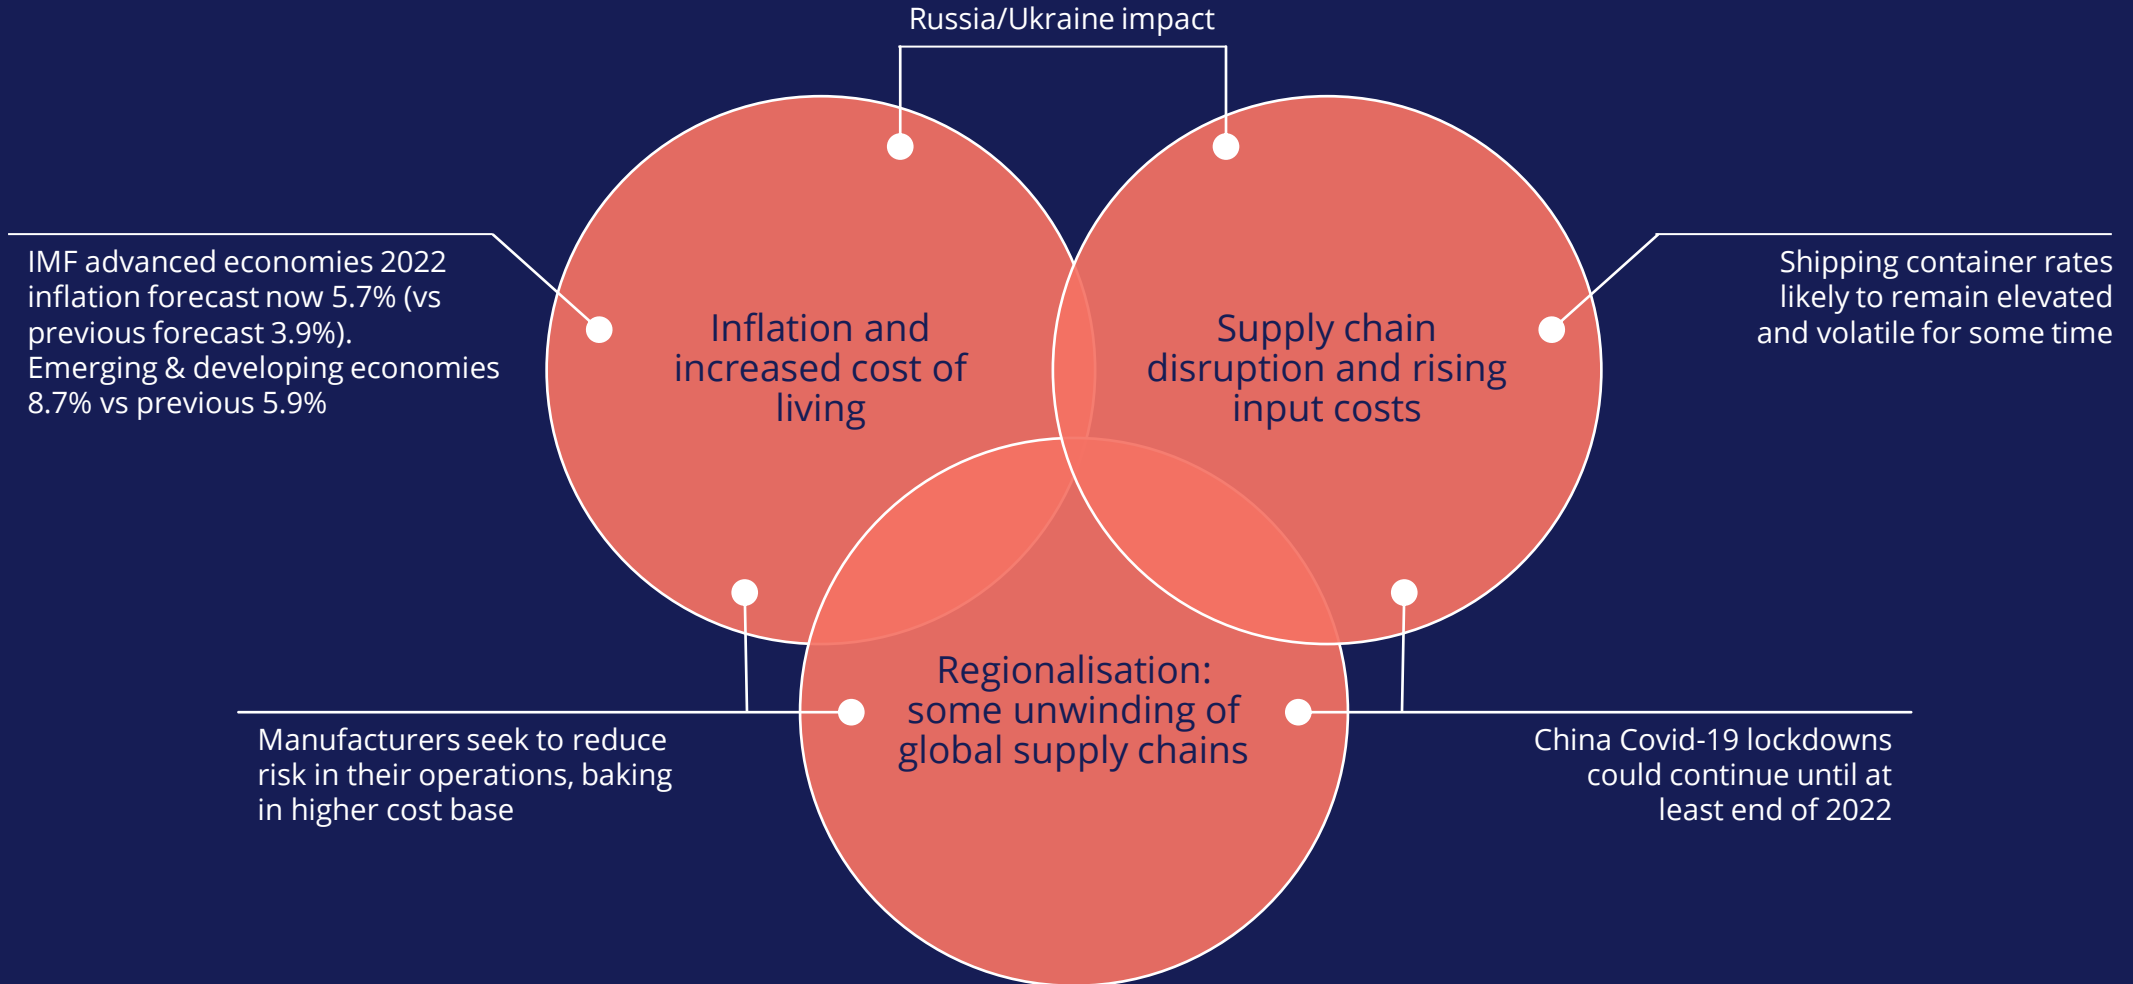 Russia/Ukraine impact
IMF advanced economies 2022
inflation forecast now 5.7% (vs
previous forecast 3.9%).
Emerging & developing economies
8.7% vs previous 5.9%
Inflation and
increased cost of
living
Supply chain
disruption and rising
input costs
Shipping container rates
likely to remain elevated
and volatile for some time
Manufacturers seek to reduce
risk in their operations, baking
in higher cost base
Regionalisation:
some unwinding of
global supply chains
China Covid-19 lockdowns
could continue until at
least end of 2022